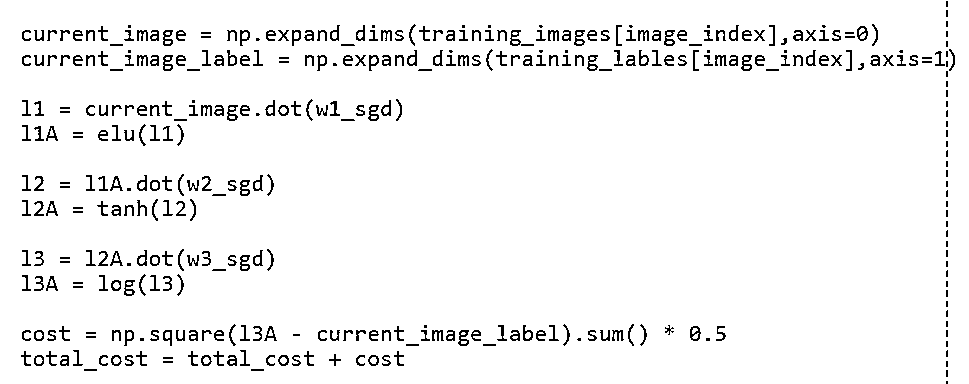 current_image = np.expand_dims(training_images[image_index],axis=0)
current_image_label = np.expand_dims(training_lables[image_index],axis=1)
l1 = current_image.dot(w1_sgd)
l1A = elu(l1)
l2 = l1A.dot(w2_sgd)
l2A = tanh(l2)
l3 = l2A.dot(w3_sgd)
l3A = log(l3)
cost = np.square(l3A - current_image_label).sum() * 0.5
total_cost = total_cost + cost